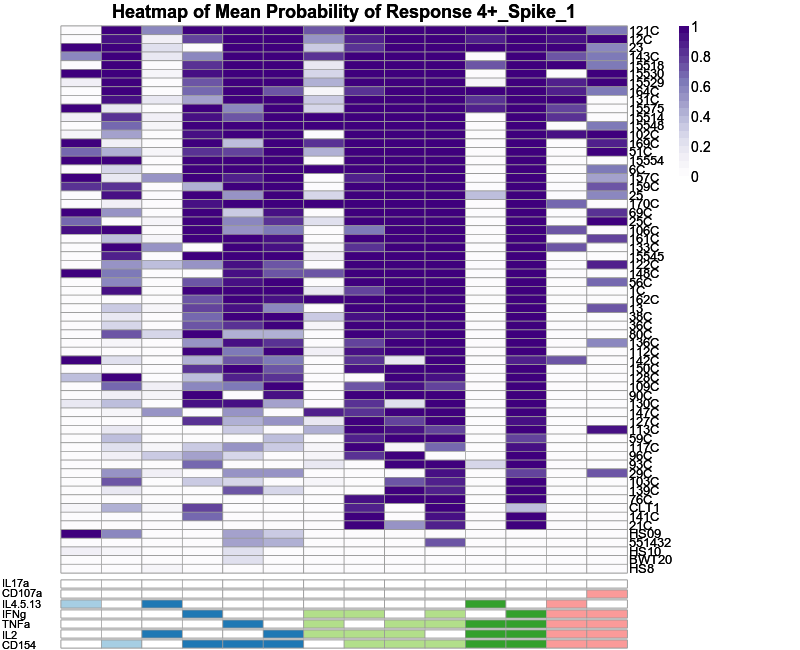 Heatmap of Mean Probability of Response 4+_Spike_1
121C
12C
23
143C
15518
15530
15529
164C
131C
15575
15514
15548
102C
169C
51C
15554
6C
157C
159C
25
170C
69C
25C
106C
161C
133C
15545
122C
148C
56C
1C
162C
13
38C
36C
80C
136C
112C
142C
150C
128C
109C
90C
130C
147C
127C
113C
59C
117C
96C
93C
29C
103C
139C
76C
CLT1
141C
21C
HS09
551432
HS10
BWT20
HS8
1
0.8
0.6
0.4
0.2
0
IL17a
CD107a
IL4.5.13
IFNg
TNFa
IL2
CD154